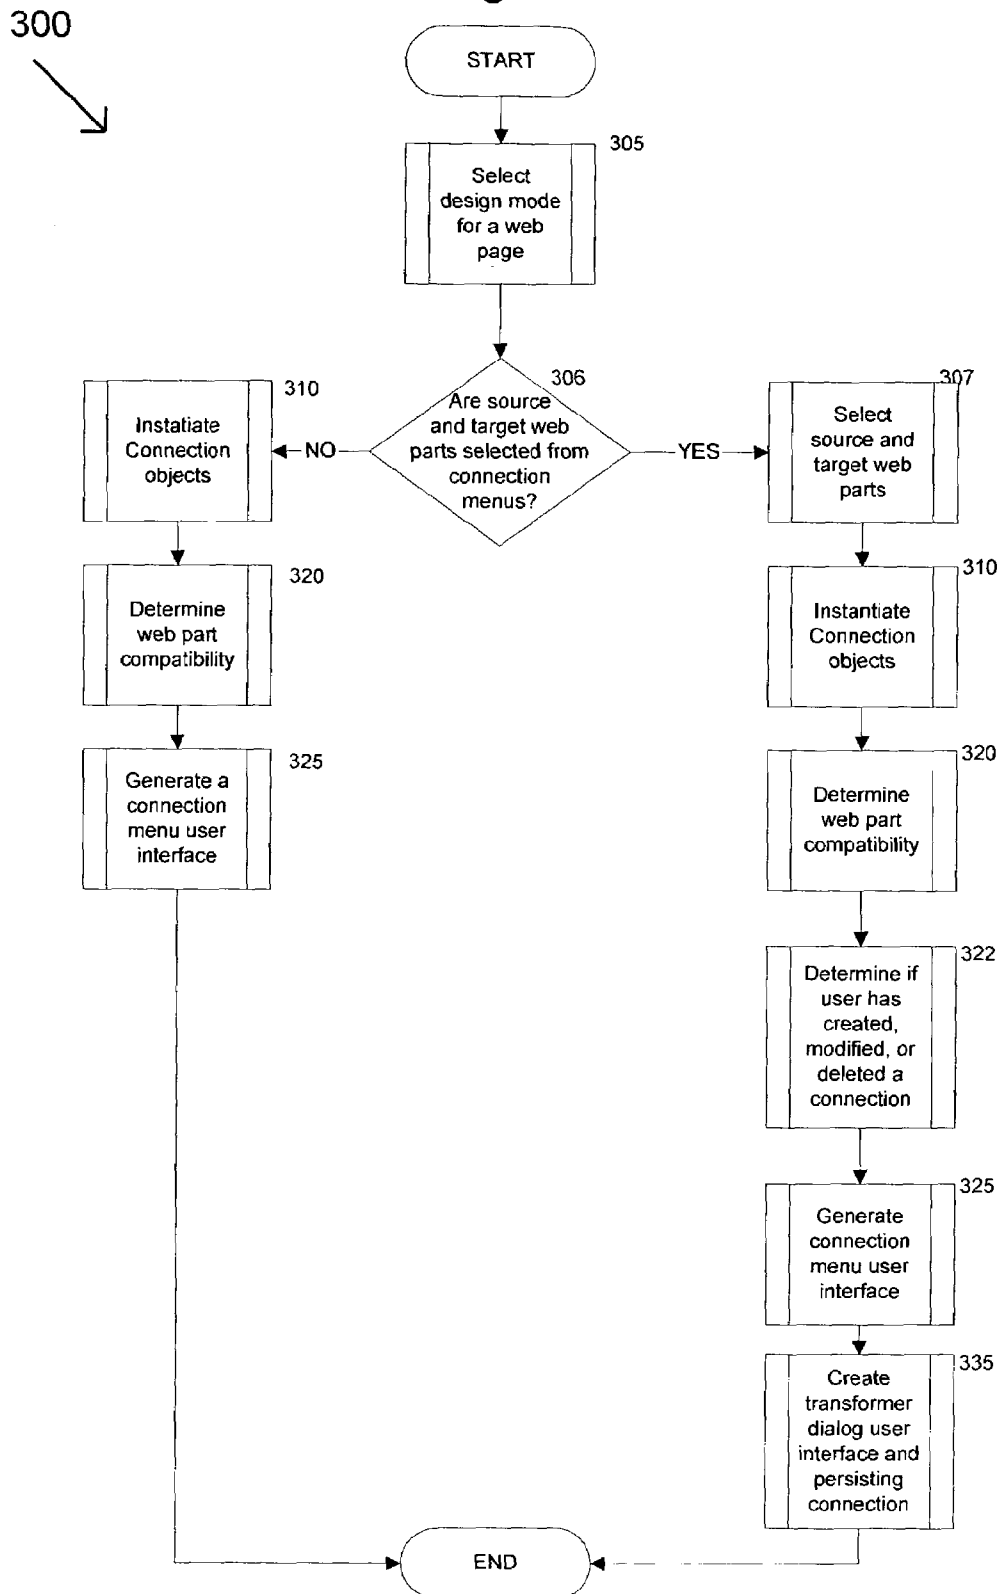 300
START
305
Select
design mode
for a web
page
306
Are source
and target web
parts selected from
connection
menus?
NO
YES
310
Instatiate
Connection
objects
320
Determine
web part
compatibility
325
Generate a
connection
menu user
interface
307
Select
source and
target web
parts
310
Instantiate
Connection
objects
320
Determine
web part
compatibility
322
Determine if
user has
created,
modified, or
deleted a
connection
325
Generate
connection
menu user
interface
335
Create
transformer
dialog user
interface and
persisting
connection
END